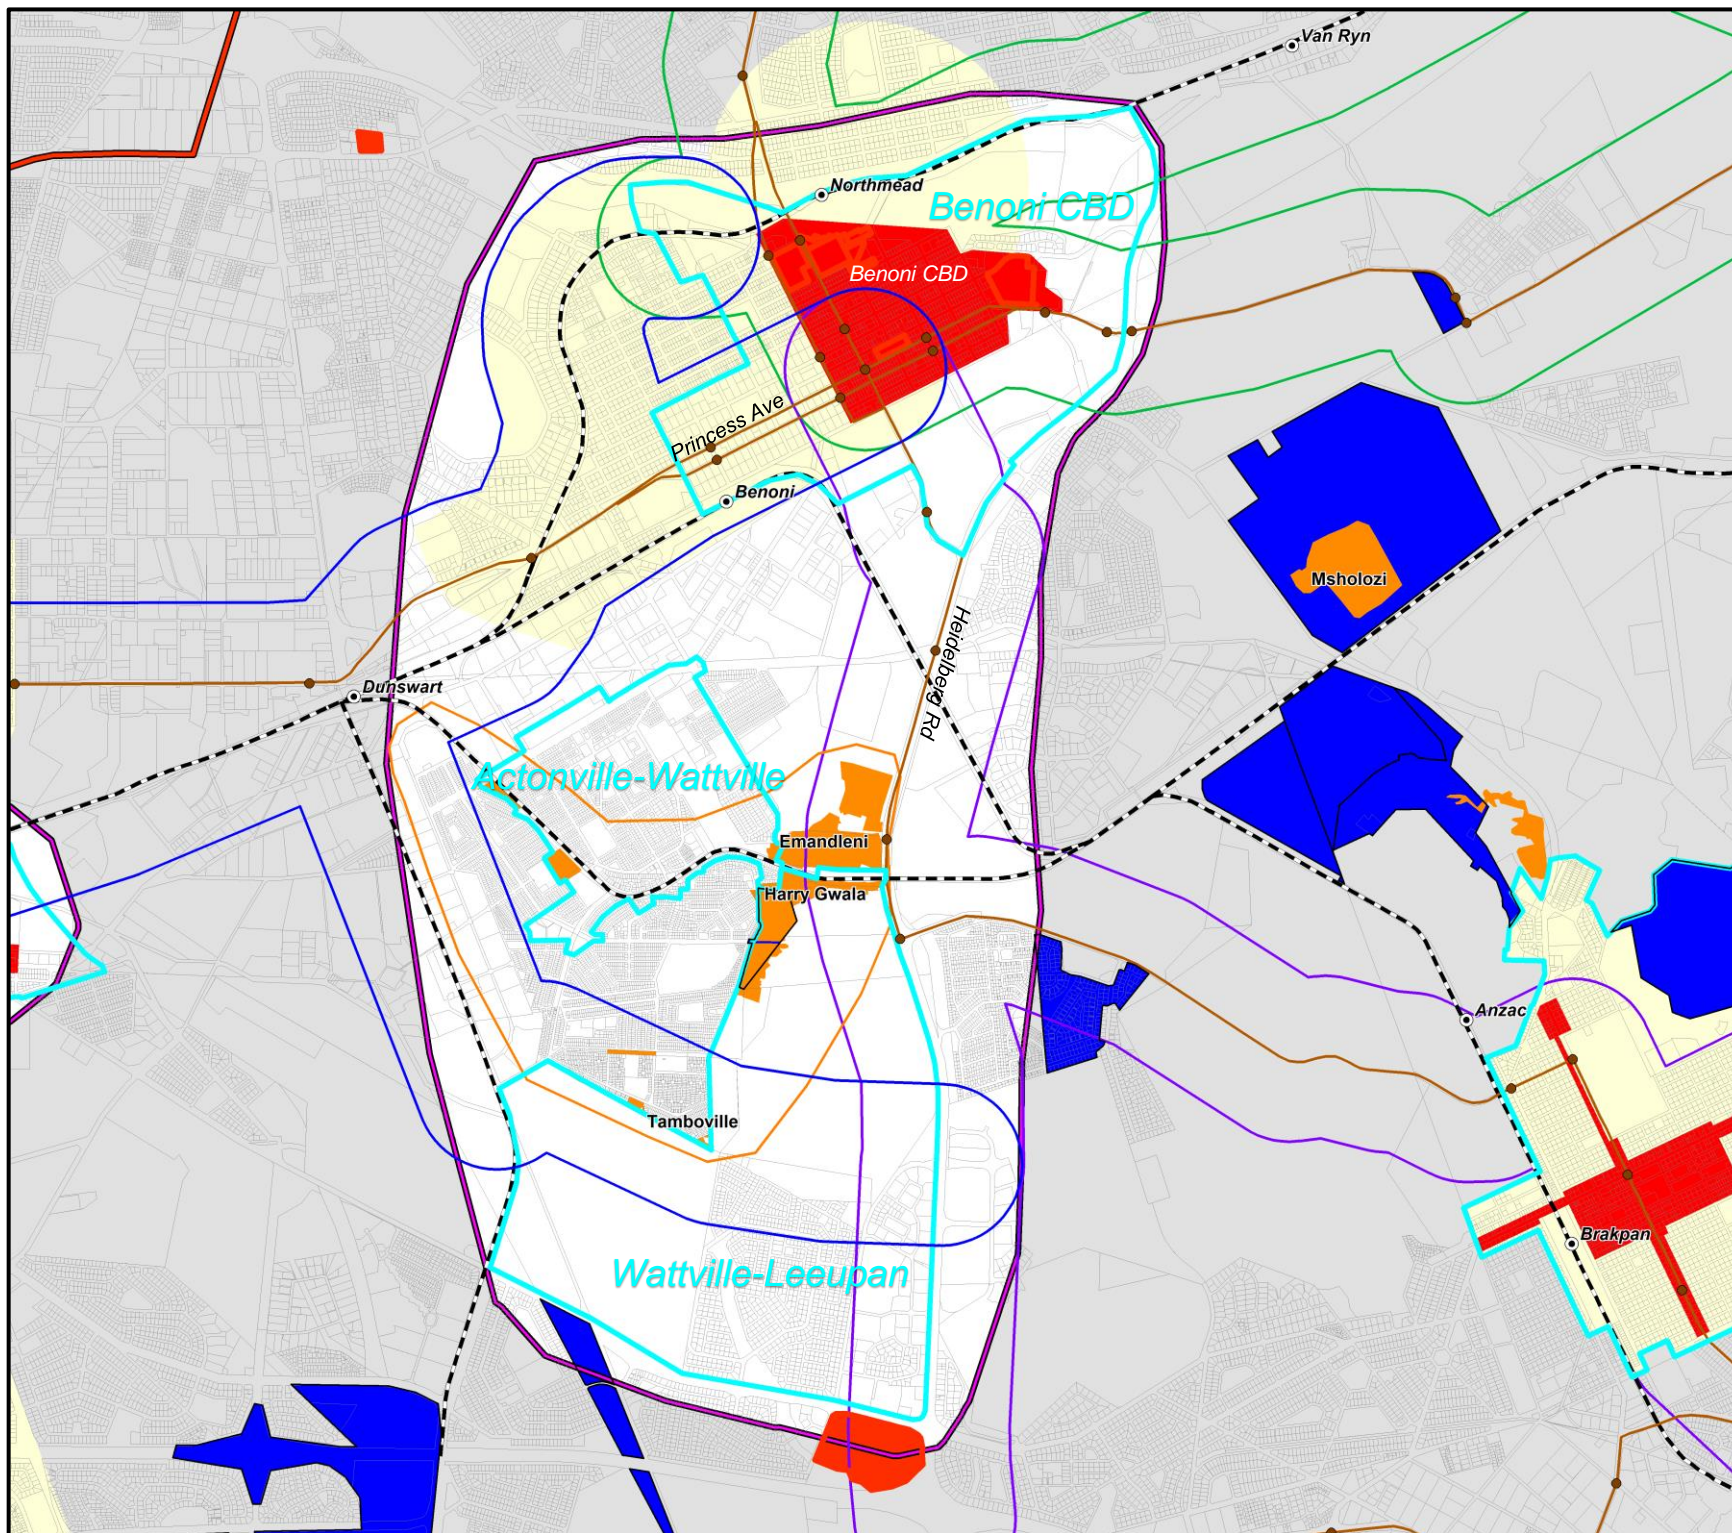 Van Ryn
Northmead
Benoni CBD
Benoni CBD
Princess Ave
Benoni
Msholozi
Heidelberg Rd
Dunswart
Actonville-Wattville
Emandleni
Harry Gwala
Anzac
Tamboville
Brakpan
Wattville-Leeupan